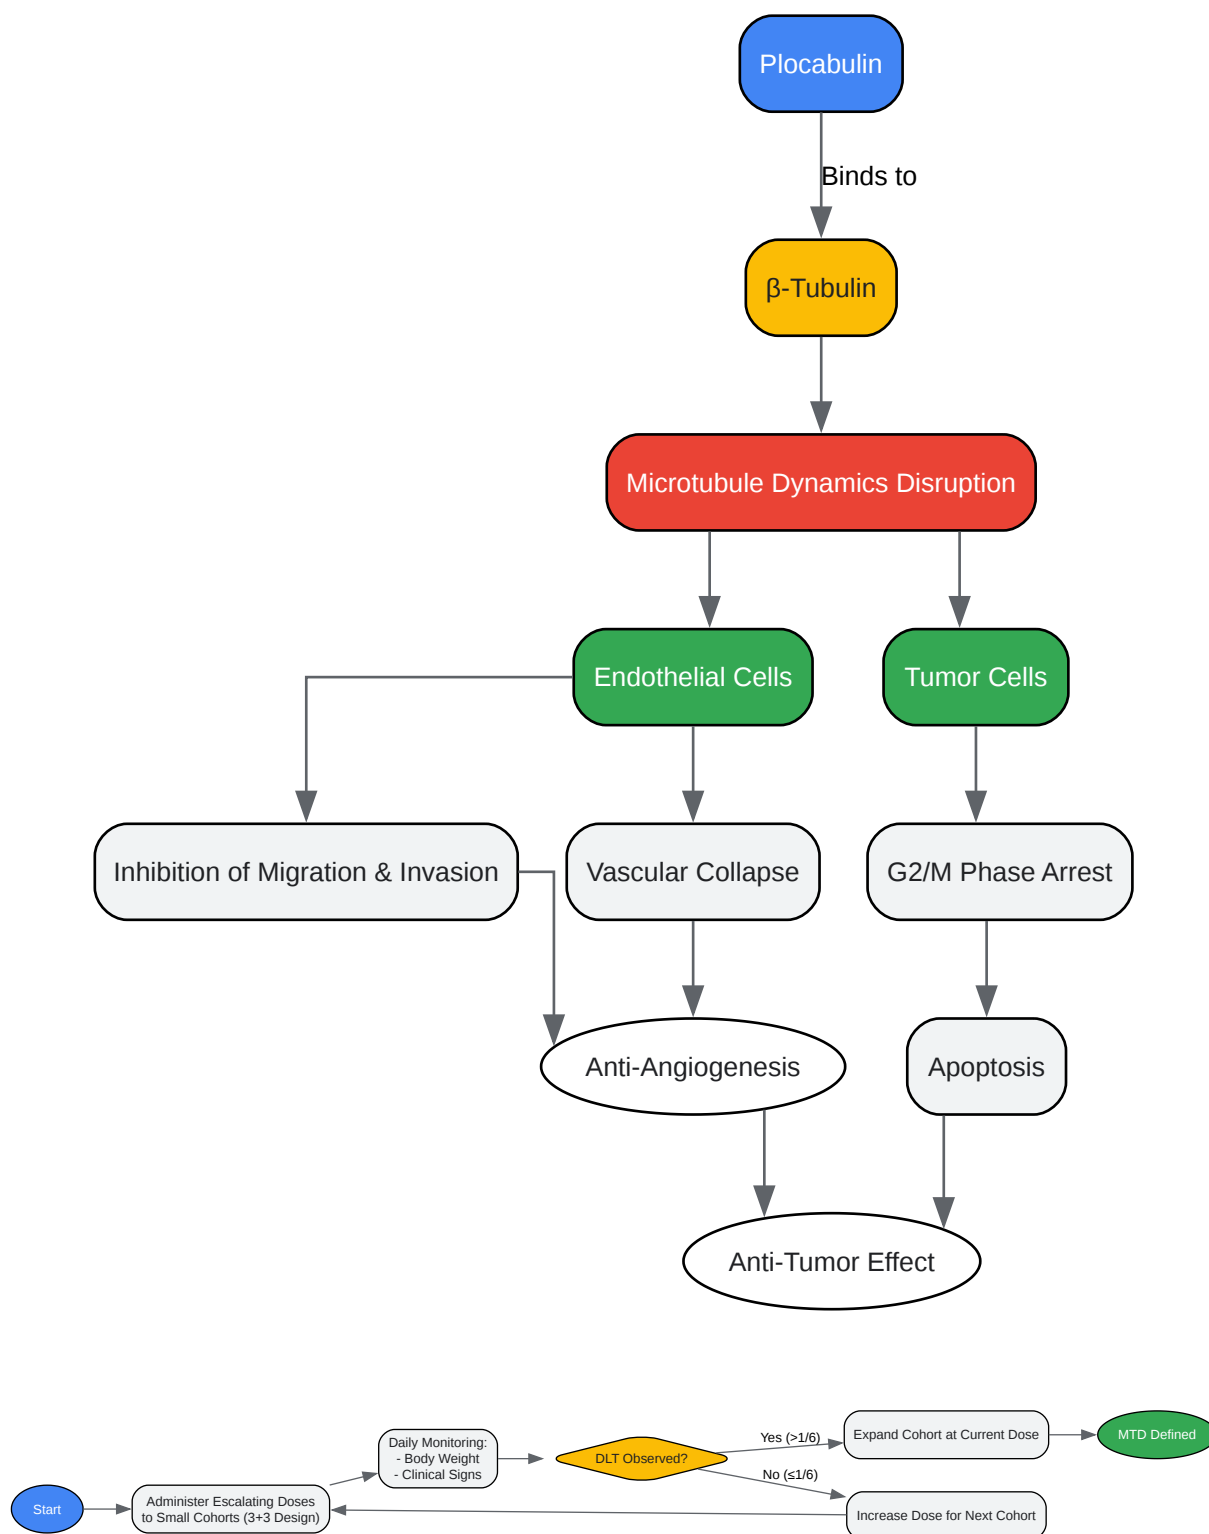 Plocabulin
Binds to
β-Tubulin
Microtubule Dynamics Disruption
Endothelial Cells
Tumor Cells
Inhibition of Migration & Invasion
Vascular Collapse
G2/M Phase Arrest
Anti-Angiogenesis
Apoptosis
Anti-Tumor Effect
Start
Administer Escalating Doses
to Small Cohorts (3+3 Design)
Daily Monitoring:
- Body Weight
- Clinical Signs
DLT Observed?
Yes (>1/6)
Expand Cohort at Current Dose
MTD Defined
No (≤1/6)
Increase Dose for Next Cohort